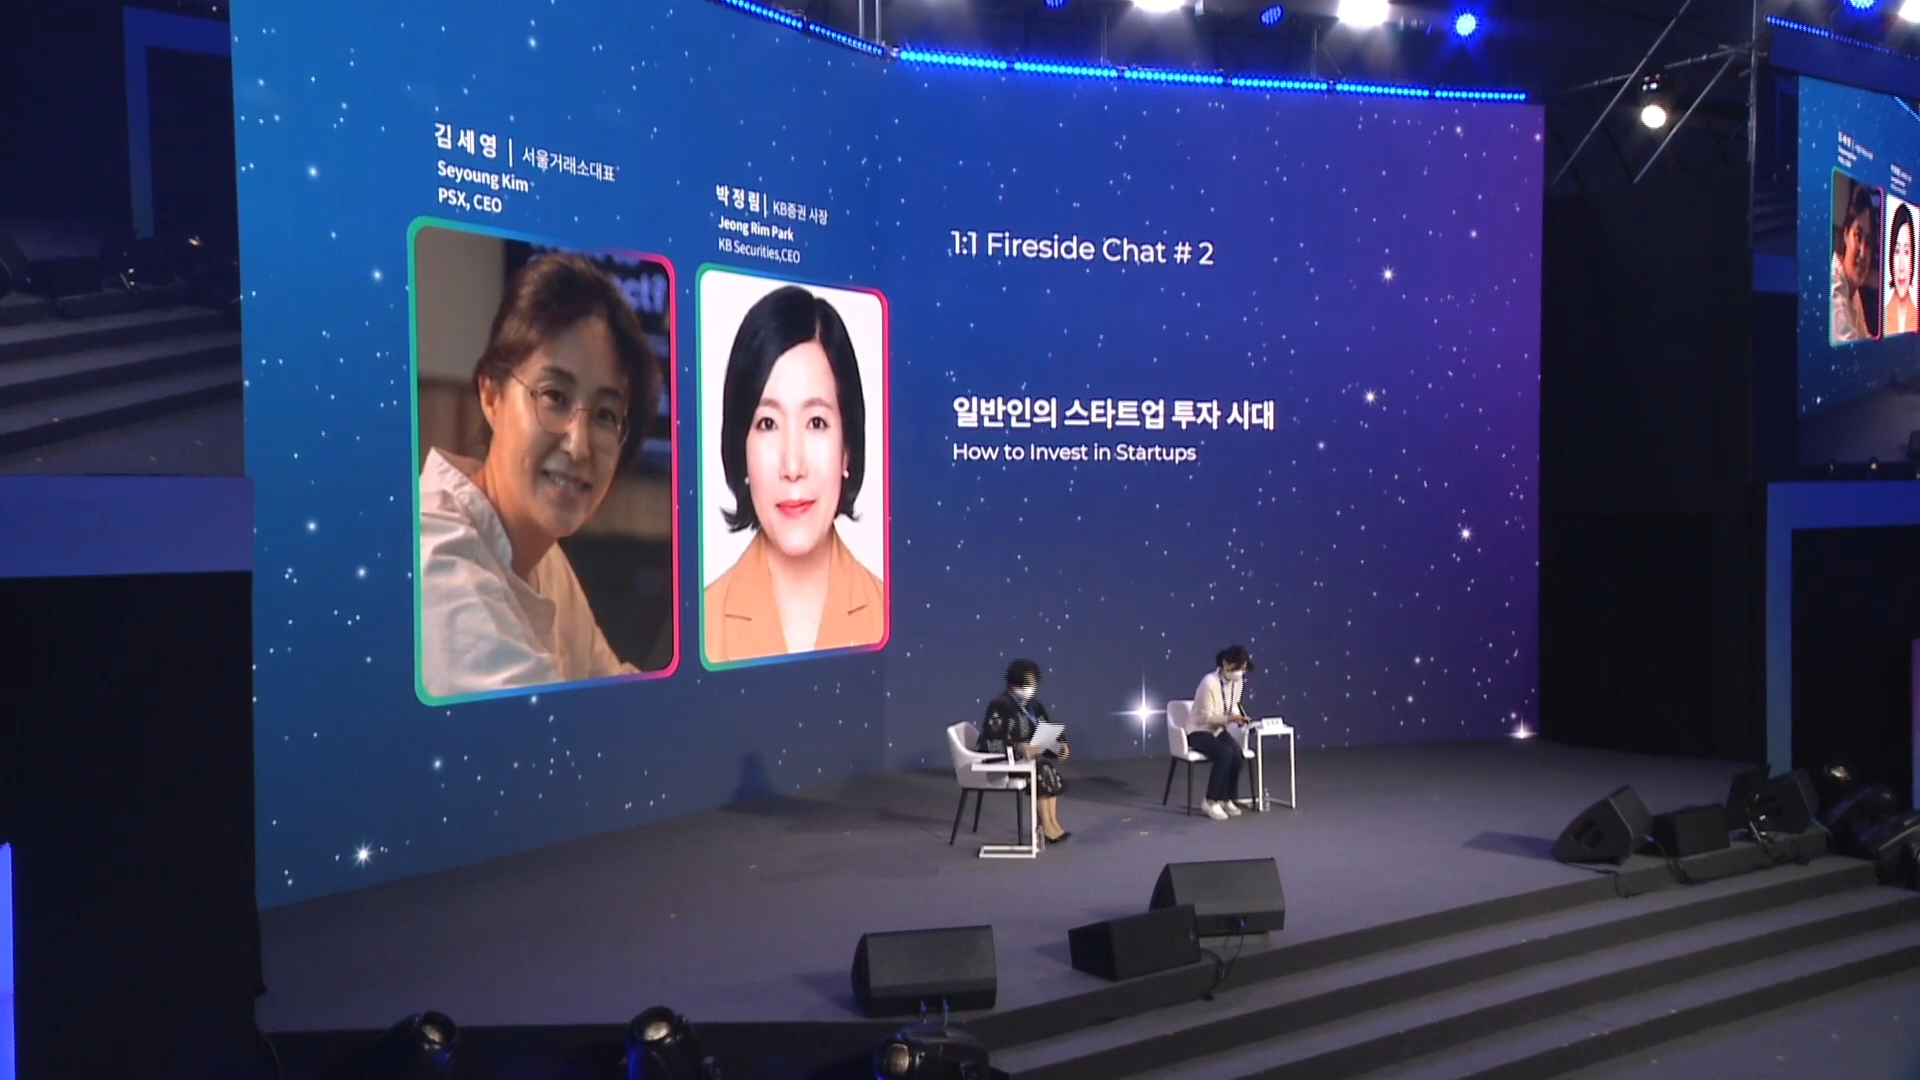 김세영 | 서울거래소대표
Seyoung Kim
PSX, CEO
박정림 | KB증권 사장
Jeong Rim Park
KB Securities,CEO
1:1 Fireside Chat # 2
일반인의 스타트업 투자 시대
How to Invest in Startups